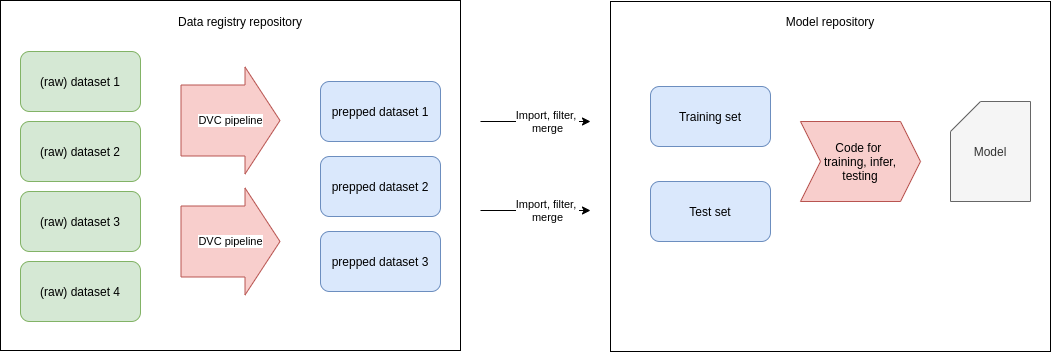 Data registry repository
(raw) dataset 1
(raw) dataset 2
(raw) dataset 3
(raw) dataset 4
DVC pipeline
DVC pipeline
prepped dataset 1
prepped dataset 2
prepped dataset 3
Import, filter,
merge
Import, filter,
merge
Model repository
Training set
Test set
Code for
training, infer,
testing
Model